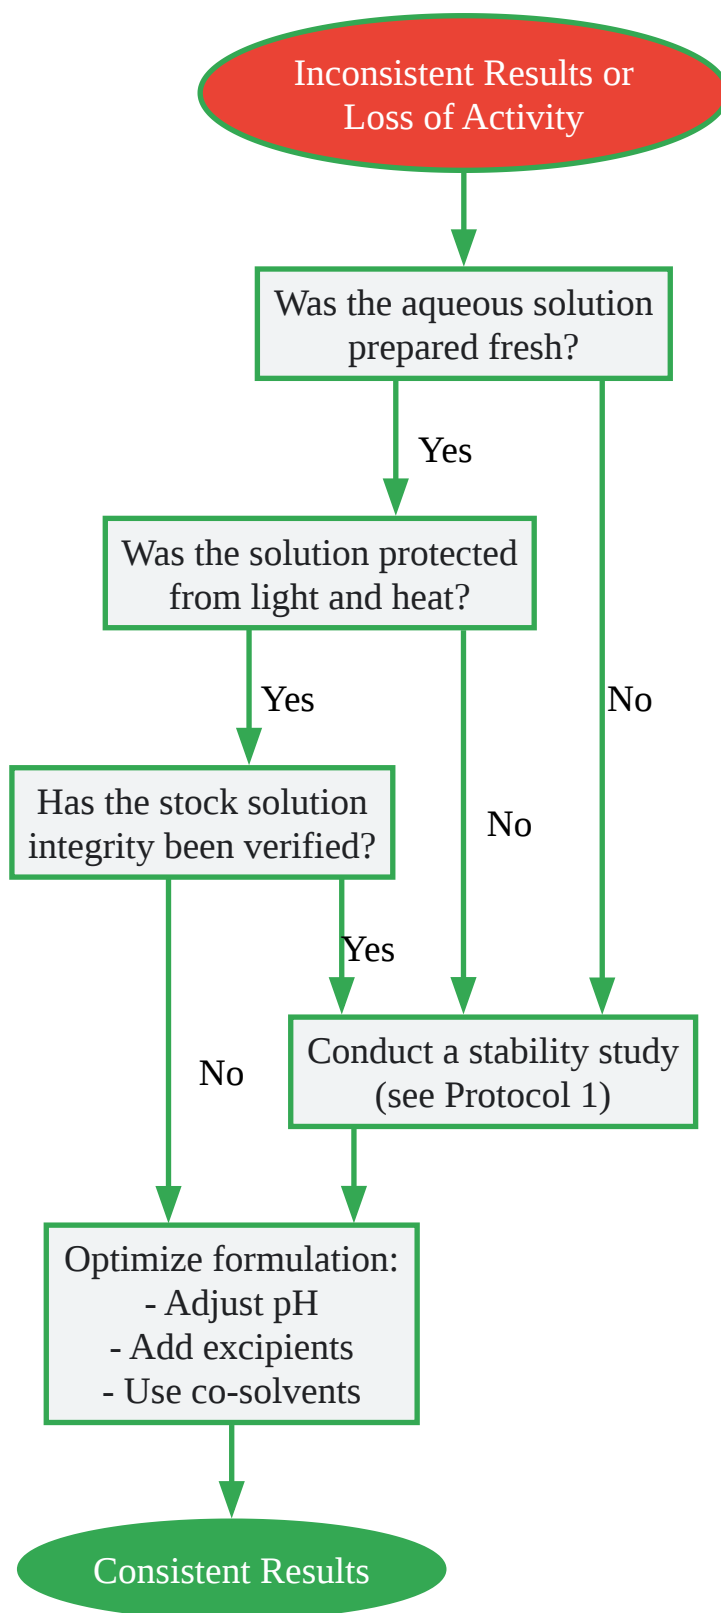 Inconsistent Results or
Loss of Activity
Was the aqueous solution
prepared fresh?
Yes
Was the solution protected
from light and heat?
Yes
No
Has the stock solution
integrity been verified?
No
Yes
Conduct a stability study
(see Protocol 1)
No
Optimize formulation:
- Adjust pH
- Add excipients
- Use co-solvents
Consistent Results